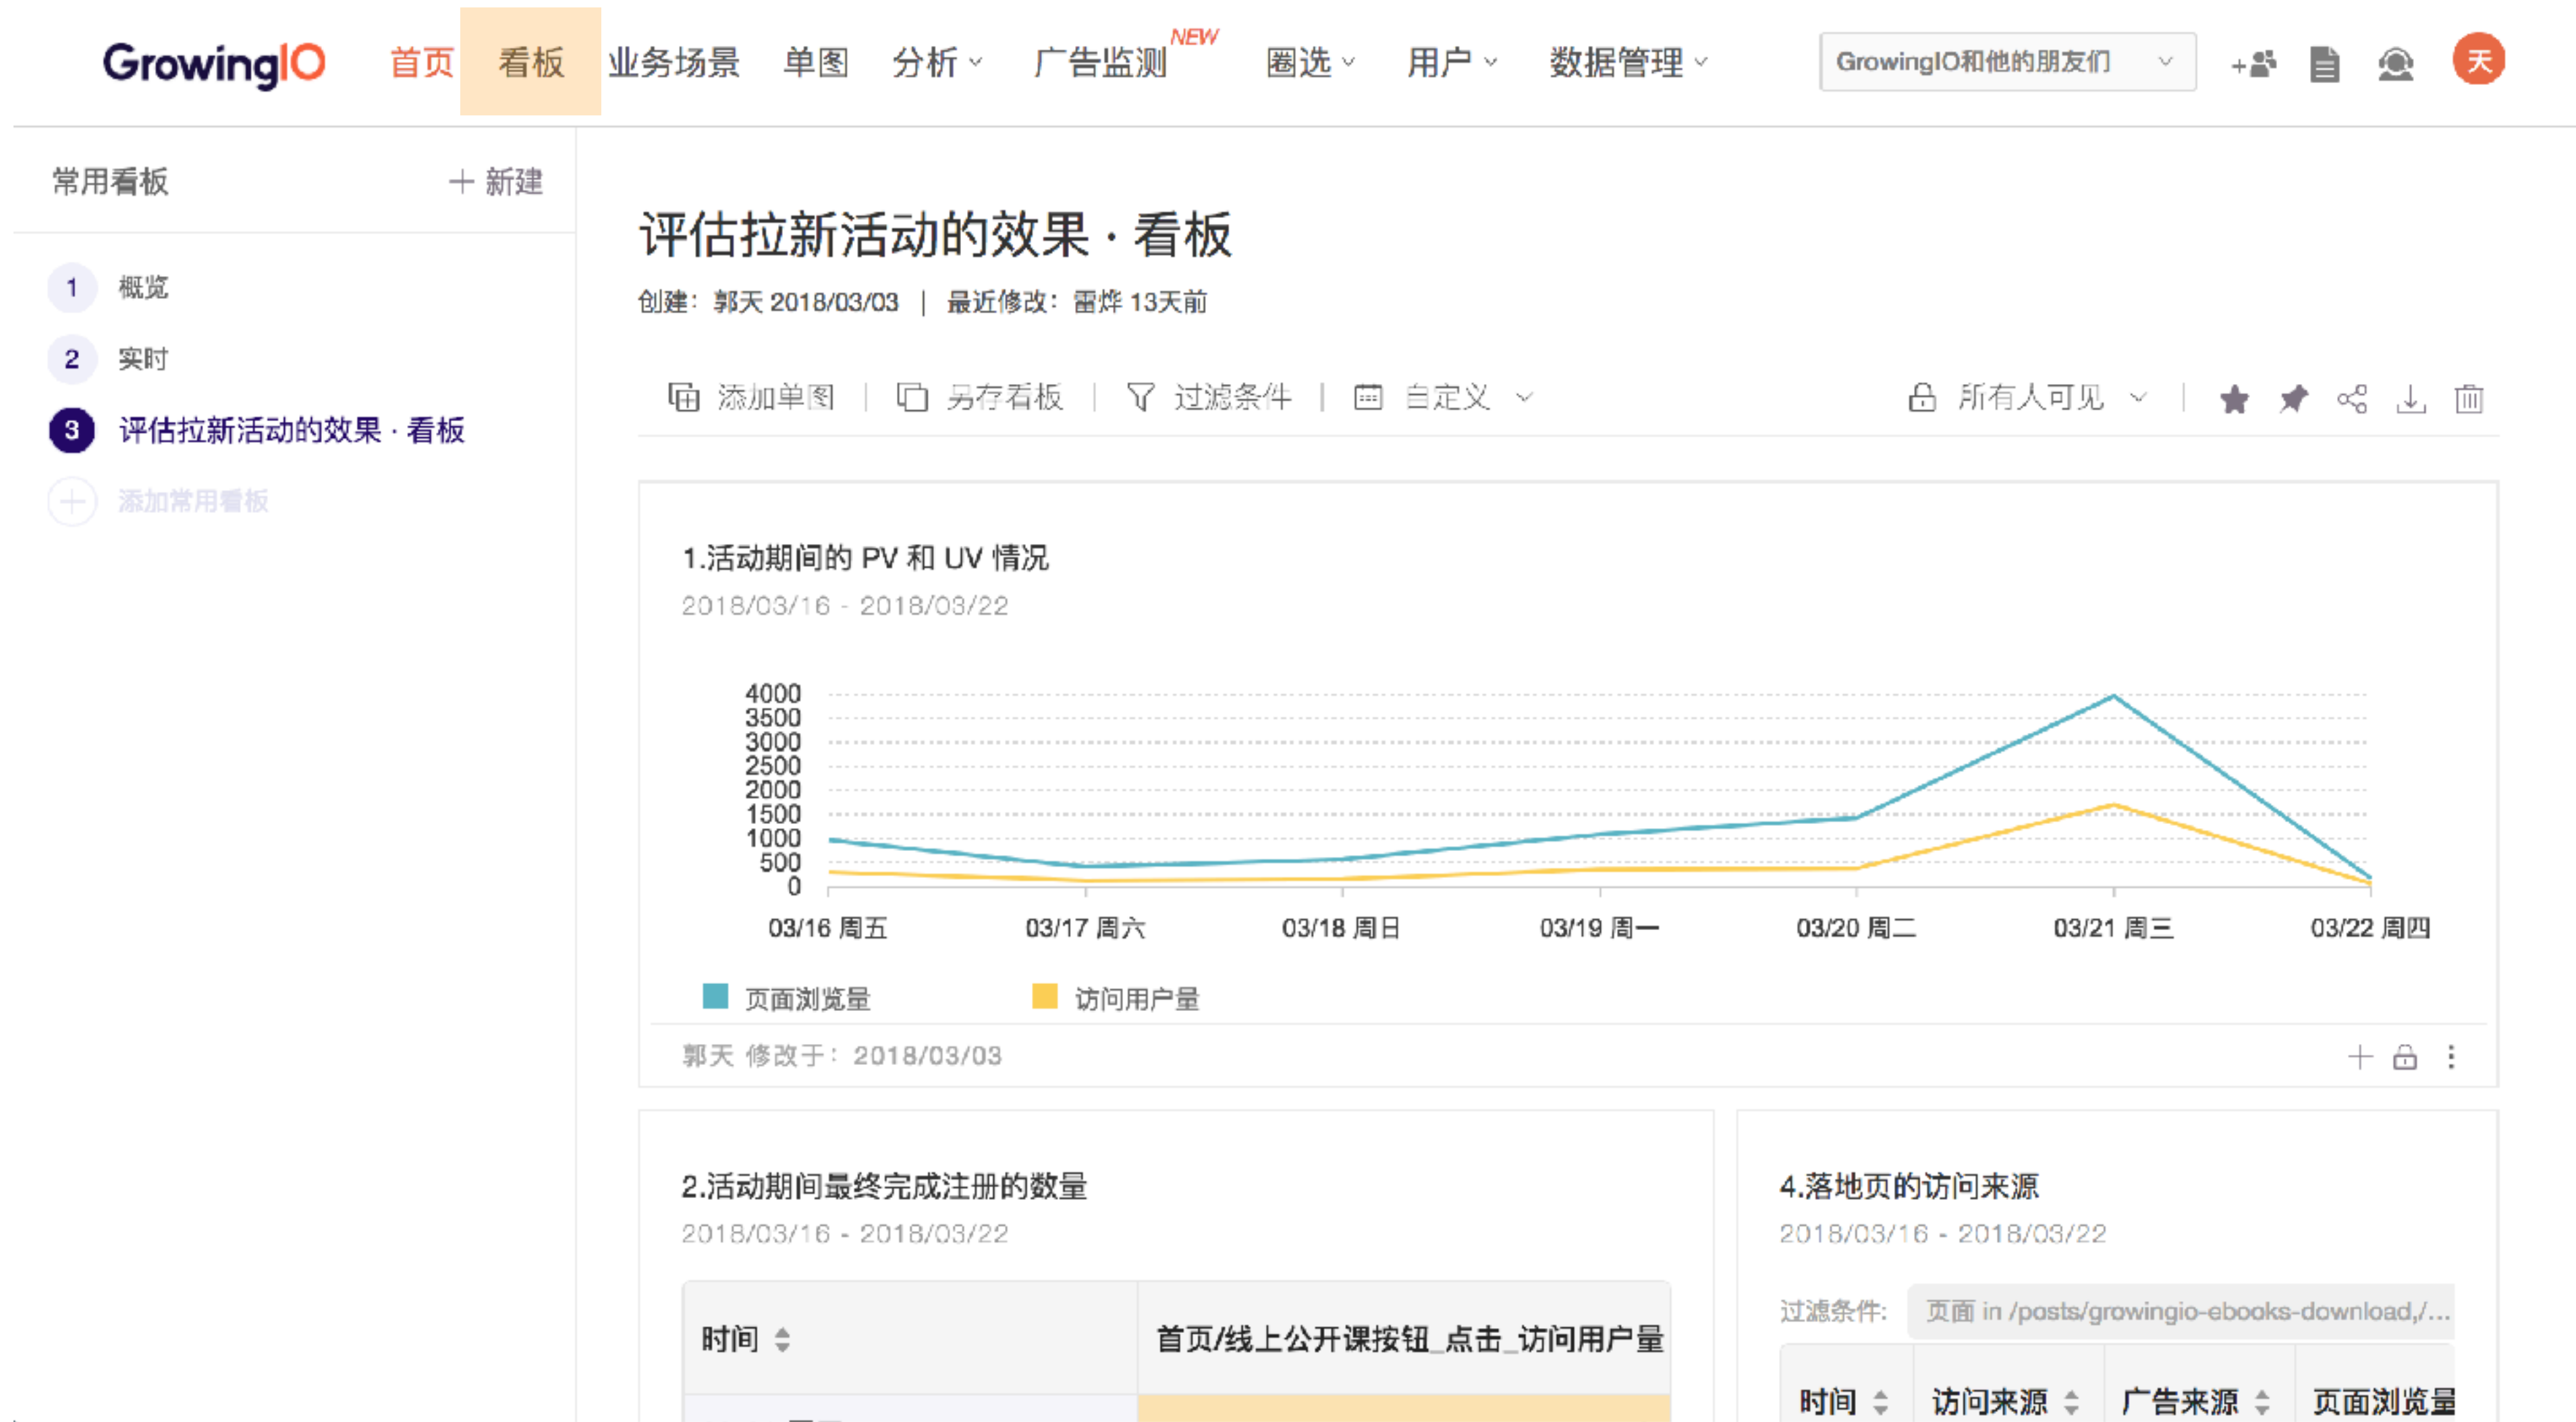 GrowingIO 首页 看板 业务场景 单图 分析 广告监测 NEW 圈选 用户 数据管理 GrowingIO和他的朋友们 天
常用看板 + 新建
1 概览
2 实时
3 评估拉新活动的效果 · 看板
添加常用看板
评估拉新活动的效果 · 看板
创建：郭天 2018/03/03 | 最近修改：雷烨 13天前
添加单图 | 另存看板 | 过滤条件 | 自定义 所有人可见
1.活动期间的 PV 和 UV 情况
2018/03/16 - 2018/03/22
4000
3500
3000
2500
2000
1500
1000
500
0
03/16 周五 03/17 周六 03/18 周日 03/19 周一 03/20 周二 03/21 周三 03/22 周四
页面浏览量 访问用户量
郭天 修改于：2018/03/03
2.活动期间最终完成注册的数量
2018/03/16 - 2018/03/22
时间 首页/线上公开课按钮_点击_访问用户量
4.落地页的访问来源
2018/03/16 - 2018/03/22
过滤条件: 页面 in /posts/growingio-ebooks-download,/...
时间 访问来源 广告来源 页面浏览量